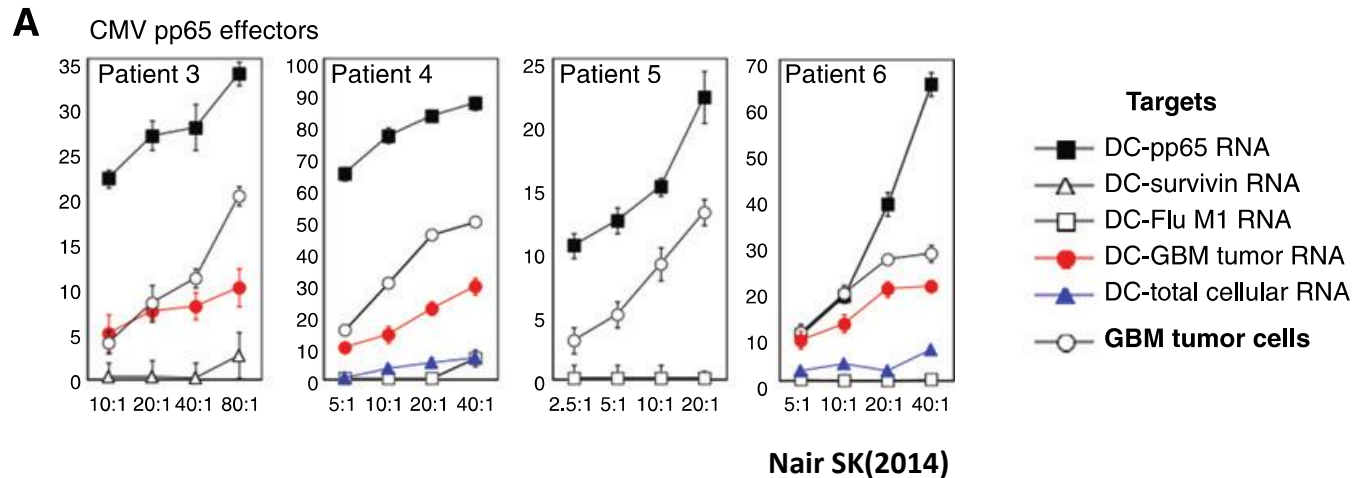 A
CMV pp65 effectors
Patient 3
35
30
25
20
15
10
5
0
10:1 20:1 40:1 80:1
Patient 4
100
90
80
70
60
50
40
30
20
10
0
5:1 10:1 20:1 40:1
Patient 5
25
20
15
10
5
0
2.5:1 5:1 10:1 20:1
Patient 6
70
60
50
40
30
20
10
0
5:1 10:1 20:1 40:1
Targets
DC-pp65 RNA
DC-survivin RNA
DC-Flu M1 RNA
DC-GBM tumor RNA
DC-total cellular RNA
GBM tumor cells
Nair SK(2014)